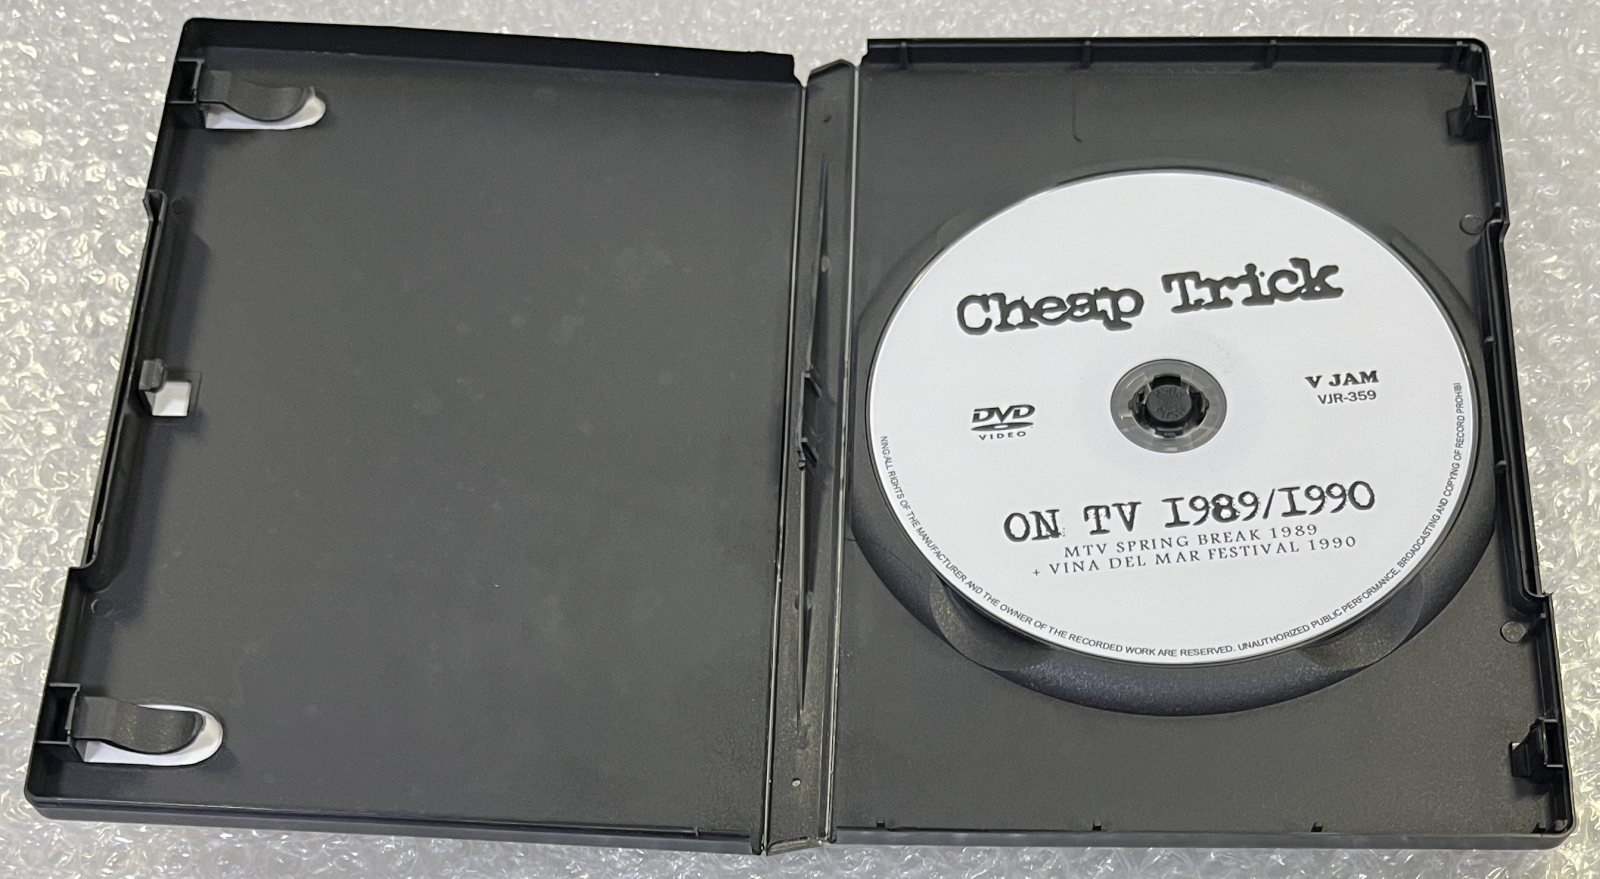 Cheap Trick
DVD
VIDEO
V JAM
VJR-359
ON TV 1989/1990
MTV SPRING BREAK 1989
+ VINA DEL MAR FESTIVAL 1990
NING:ALL RIGHTS OF THE MANUFACTURER AND THE OWNER OF THE RECORDED WORK ARE RESERVED. UNAUTHORIZED PUBLIC PERFORMANCE, BROADCASTING AND COPYING OF RECORD PROHIBI